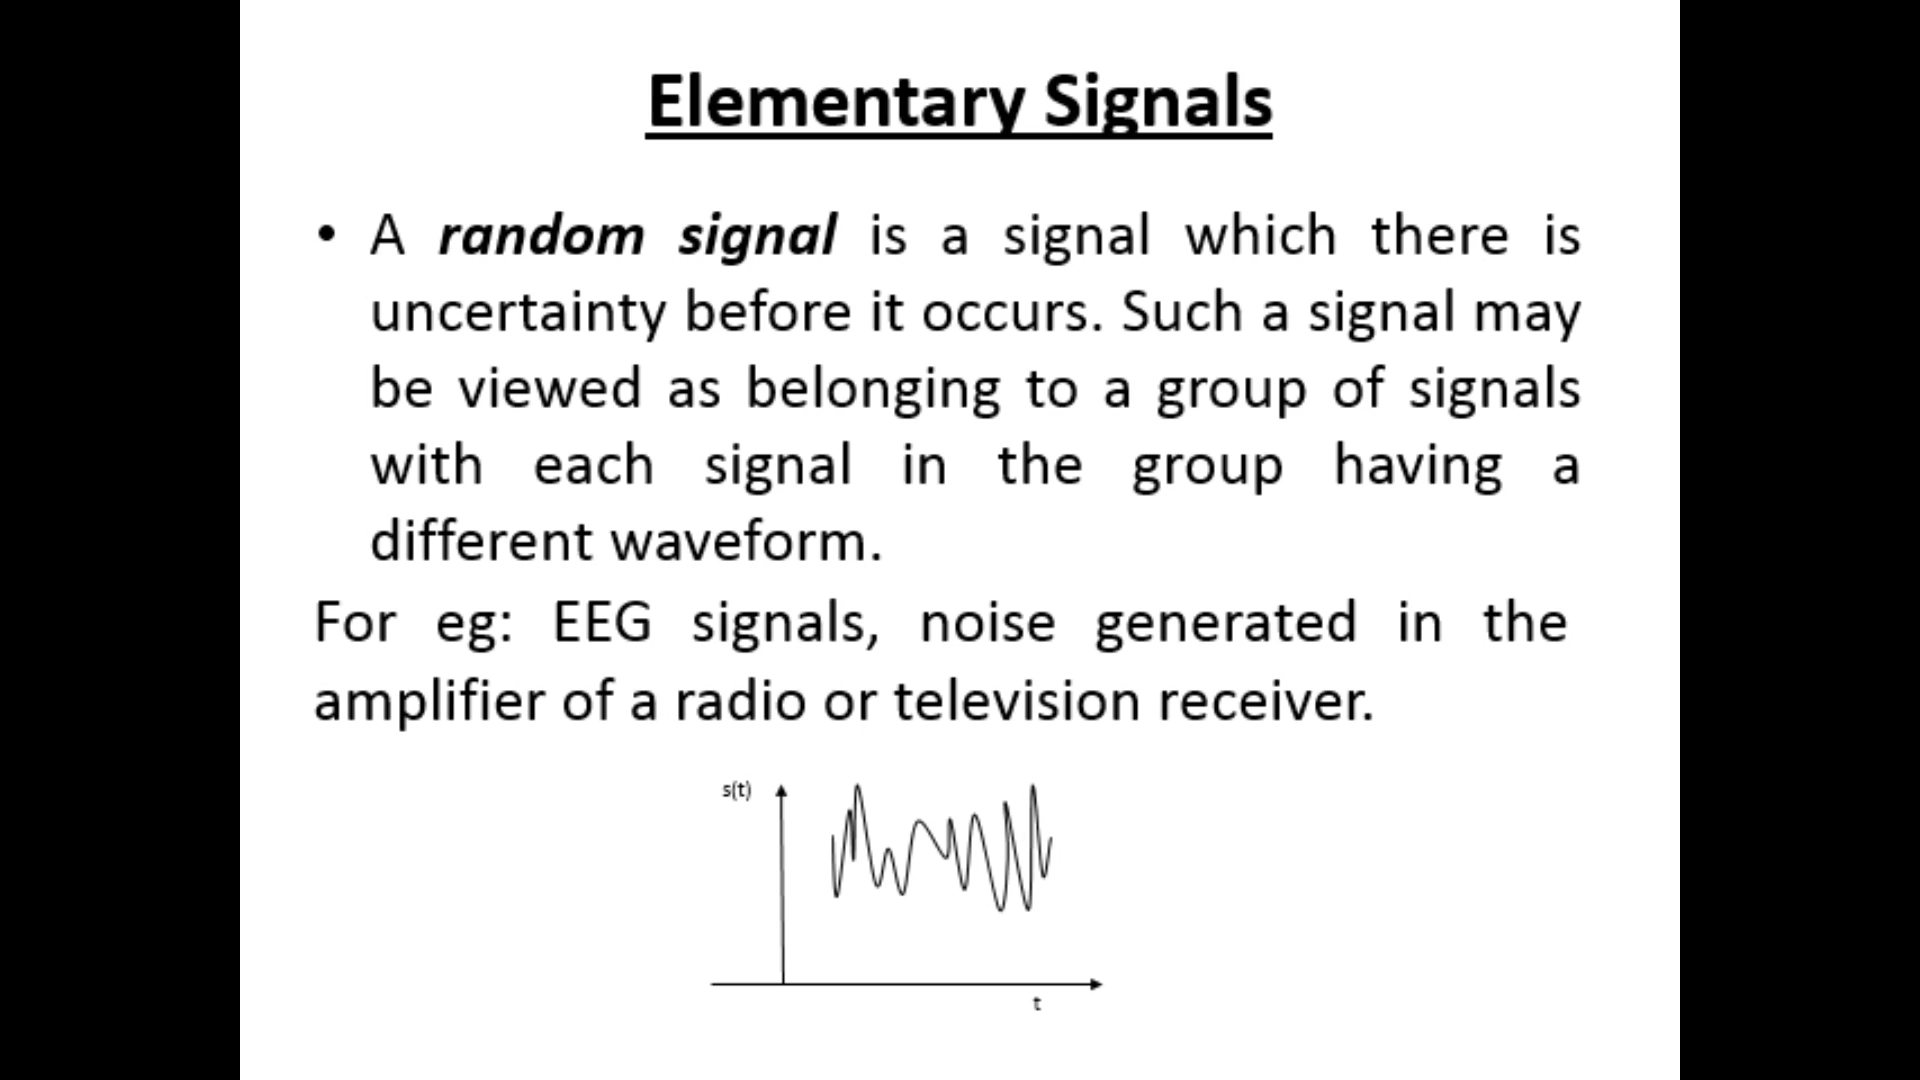 Elementary Signals
• A random signal is a signal which there is
uncertainty before it occurs. Such a signal may
be viewed as belonging to a group of signals
with each signal in the group having a
different waveform.
For eg: EEG signals, noise generated in the
amplifier of a radio or television receiver.
s(t)
t